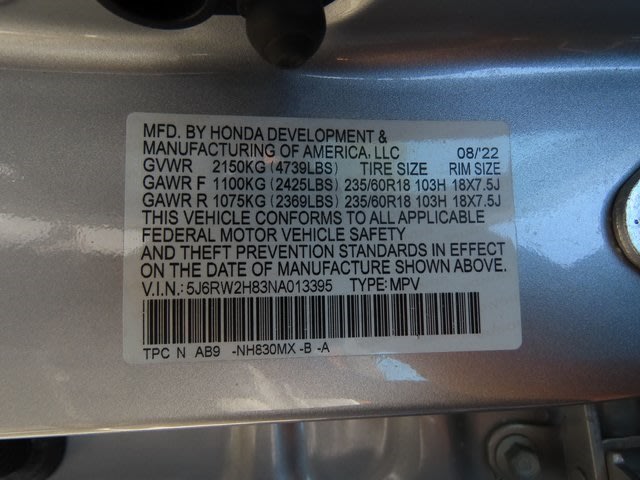 MFD. BY HONDA DEVELOPMENT &
MANUFACTURING OF AMERICA, LLC 08/'22
GVWR 2150KG (4739LBS) TIRE SIZE RIM SIZE
GAWR F 1100KG (2425LBS) 235/60R18 103H 18X7.5J
GAWR R 1075KG (2369LBS) 235/60R18 103H 18X7.5J
THIS VEHICLE CONFORMS TO ALL APPLICABLE
FEDERAL MOTOR VEHICLE SAFETY
AND THEFT PREVENTION STANDARDS IN EFFECT
ON THE DATE OF MANUFACTURE SHOWN ABOVE.
V.I.N.: 5J6RW2H83NA013395 TYPE: MPV
TPC N AB9 -NH830MX -B -A